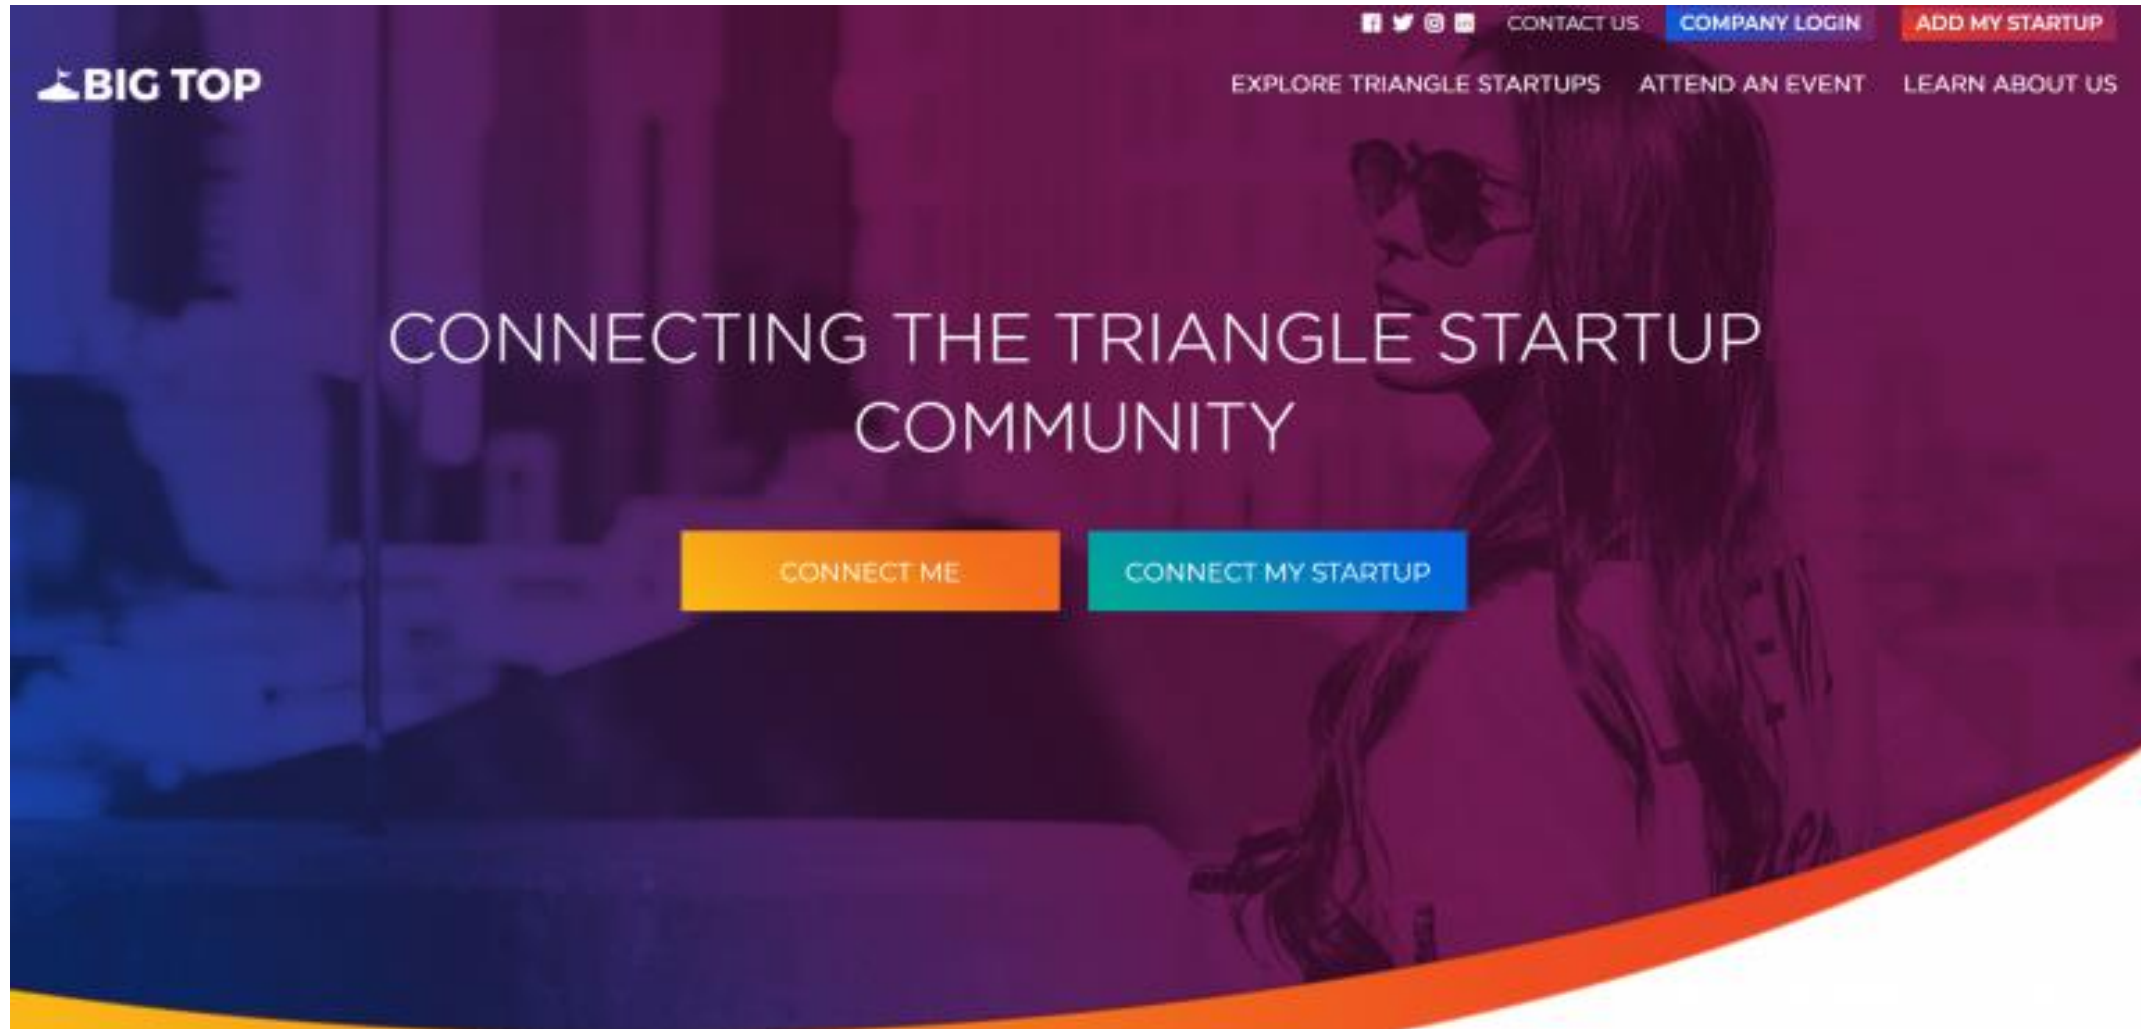 CONTACT US COMPANY LOGIN ADD MY STARTUP
BIG TOP
EXPLORE TRIANGLE STARTUPS ATTEND AN EVENT LEARN ABOUT US
CONNECTING THE TRIANGLE STARTUP
COMMUNITY
CONNECT ME
CONNECT MY STARTUP